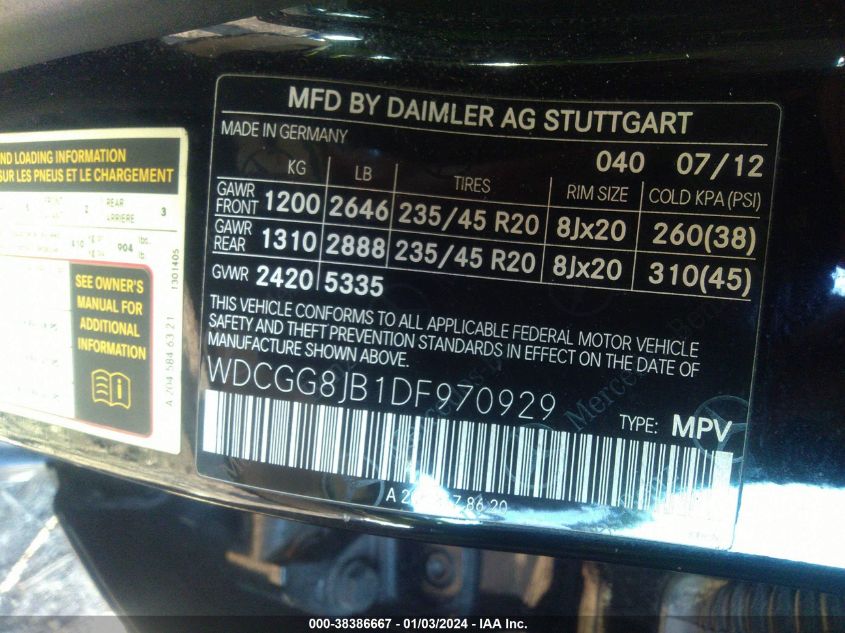 MFD BY DAIMLER AG STUTTGART
MADE IN GERMANY
040 07/12
KG LB TIRES RIM SIZE COLD KPA (PSI)
GAWR FRONT 1200 2646 235/45 R20 8Jx20 260(38)
GAWR REAR 1310 2888 235/45 R20 8Jx20 310(45)
GVWR 2420 5335
THIS VEHICLE CONFORMS TO ALL APPLICABLE FEDERAL MOTOR VEHICLE
SAFETY AND THEFT PREVENTION STANDARDS IN EFFECT ON THE DATE OF
MANUFACTURE SHOWN ABOVE.
WDCGG8JB1DF970929
TYPE: MPV
LOADING INFORMATION
SUR LES PNEUS ET LE CHARGEMENT
2 REAR
ARRIERE 3
kg 904 lbs.
1301405
SEE OWNER'S
MANUAL FOR
ADDITIONAL
INFORMATION
A 204 584 63 21
000-38386667 - 01/03/2024 - IAA Inc.